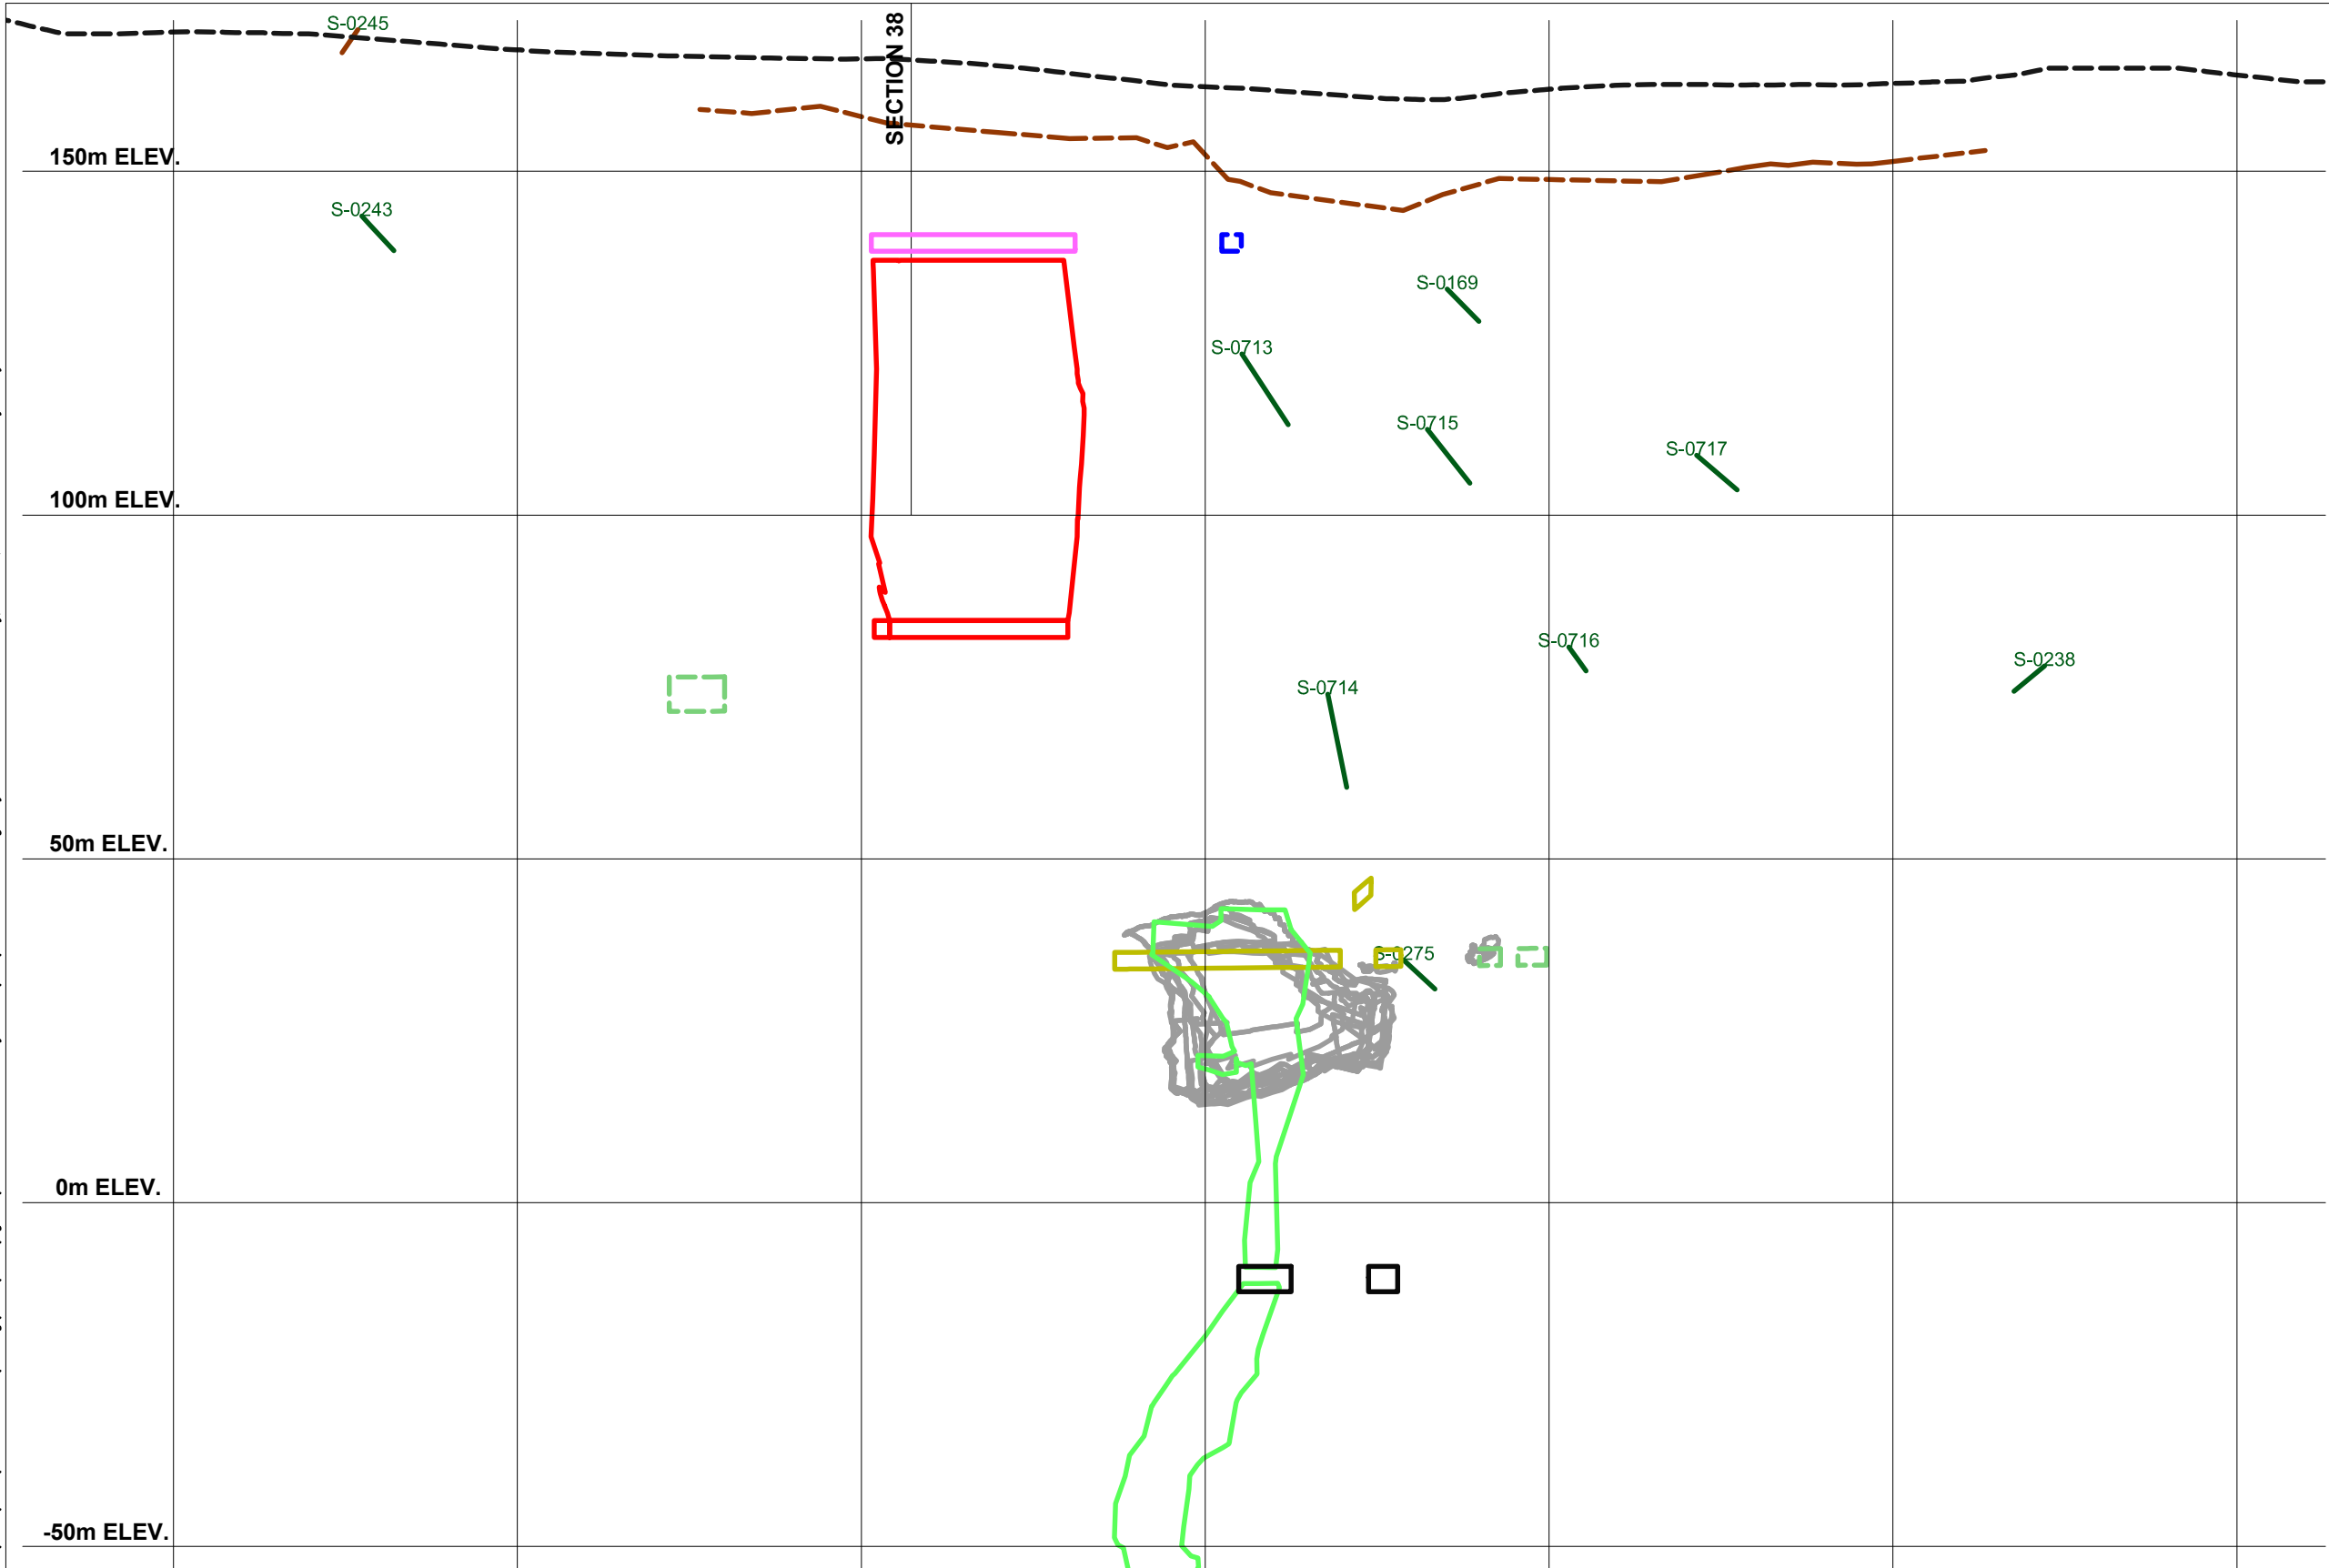 S-0245
SECTION 38
150m ELEV.
S-0243
S-0169
S-0713
S-0715
S-0717
100m ELEV.
S-0716
S-0238
S-0714
50m ELEV.
S-0275
0m ELEV.
-50m ELEV.